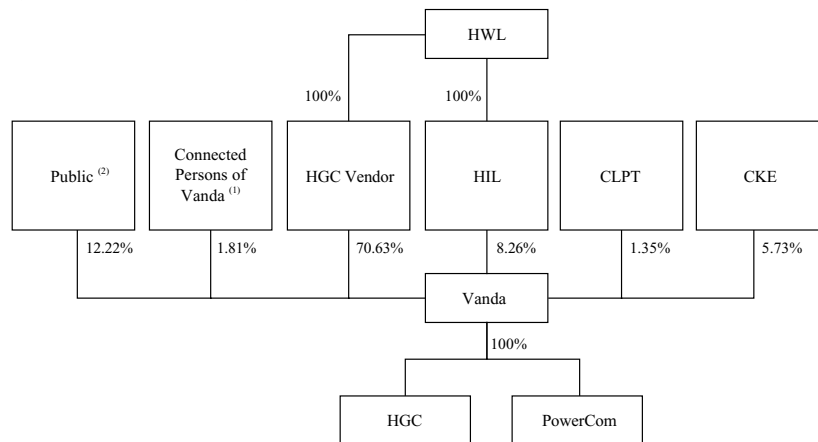 HWL
100%
100%
Public (2)
Connected
Persons of
Vanda (1)
HGC Vendor
HIL
CLPT
CKE
12.22%
1.81%
70.63%
8.26%
1.35%
5.73%
Vanda
100%
HGC
PowerCom